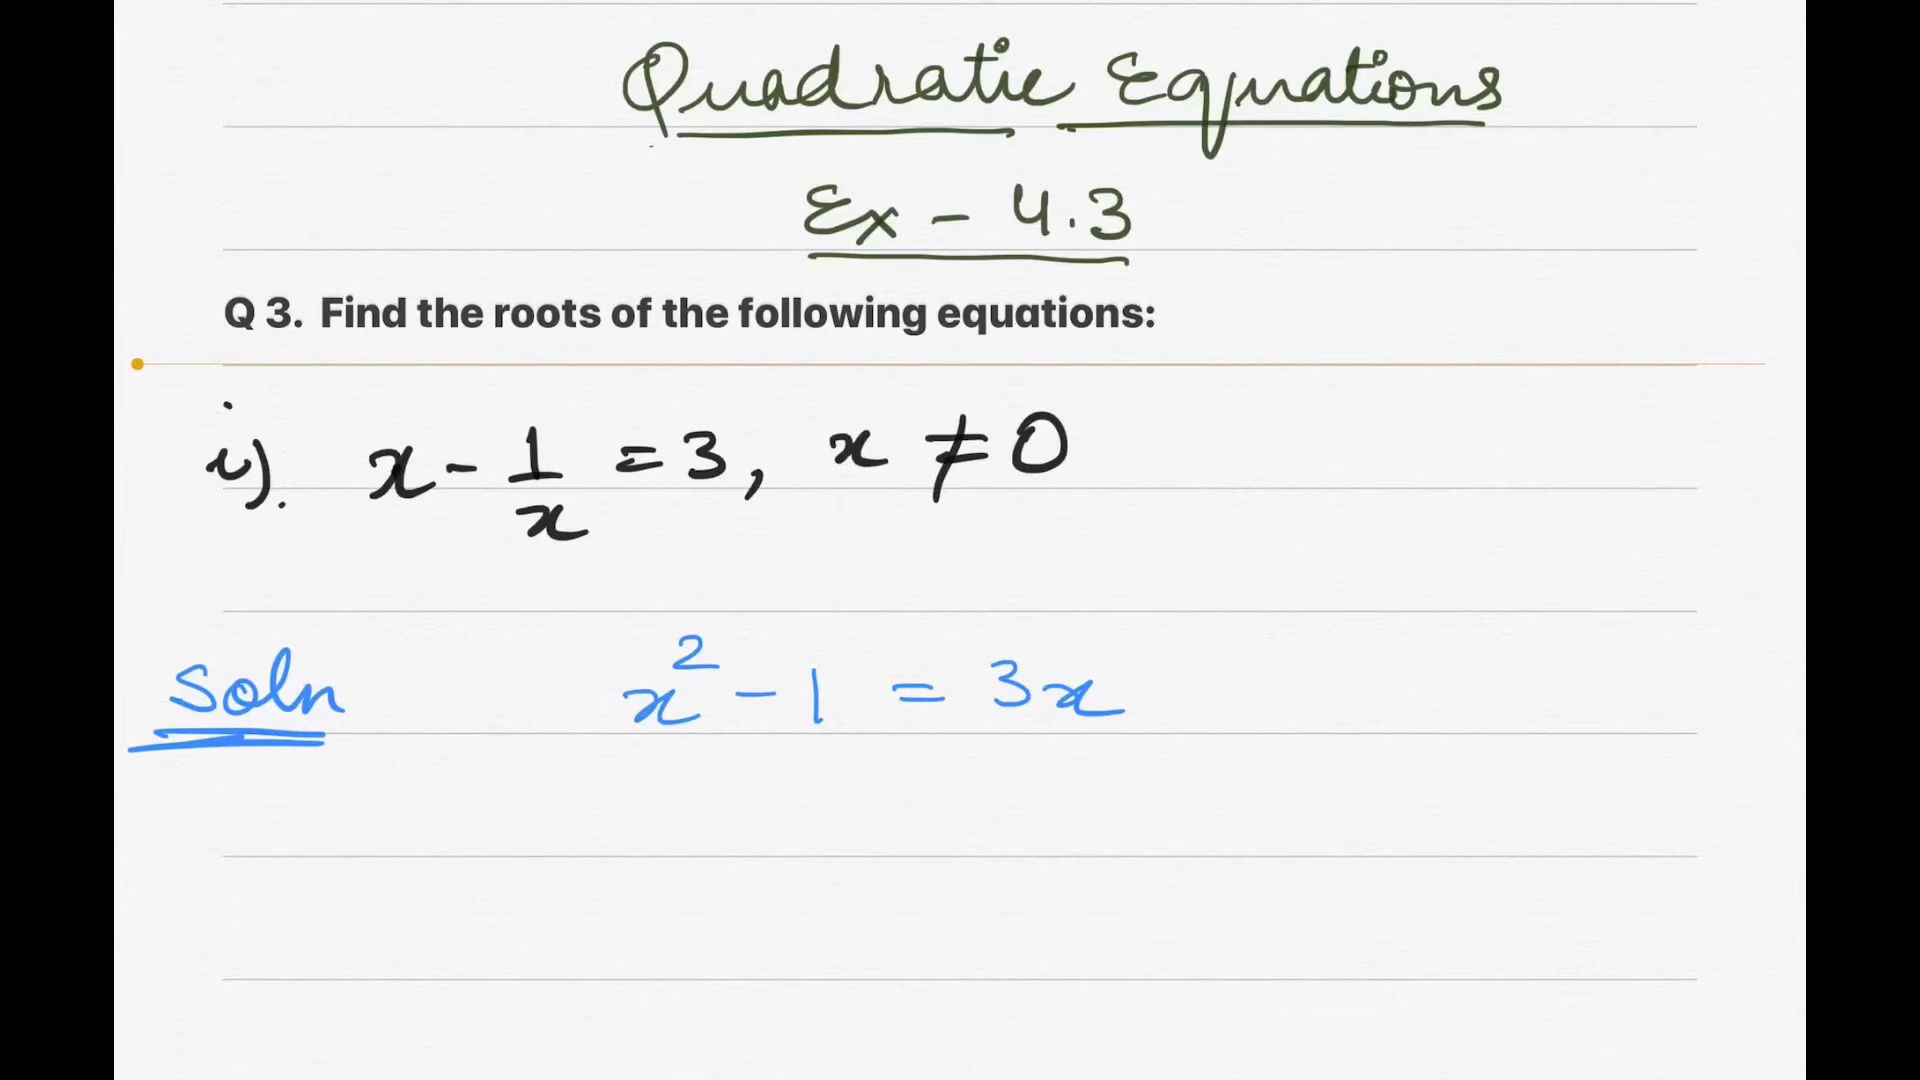 Quadratic Equations
Ex - 4.3
Q 3. Find the roots of the following equations:
i). x - 1/x = 3, x ≠ 0
Soln x² - 1 = 3x